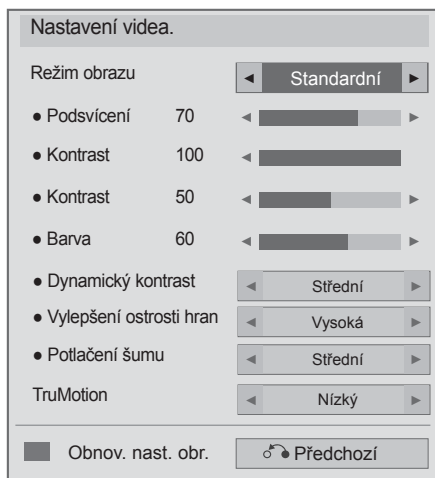 Nastavení videa.
Režim obrazu ◄ Standardní ►
● Podsvícení 70 ◄ ►
● Kontrast 100 ◄
● Kontrast 50 ◄ ►
● Barva 60 ◄ ►
● Dynamický kontrast ◄ Střední ►
● Vylepšení ostrosti hran ◄ Vysoká ►
● Potlačení šumu ◄ Střední ►
TruMotion ◄ Nízký ►
Obnov. nast. obr. Předchozí